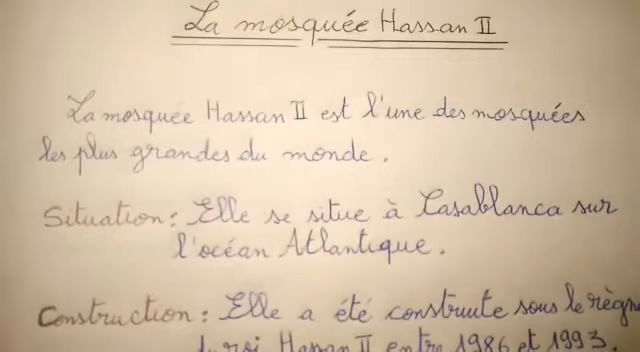 La mosquée Hassan II
La mosquée Hassan II est l'une des mosquées
les plus grandes du monde.
Situation : Elle se situe à Casablanca sur
l'océan Atlantique.
Construction : Elle a été construite sous le règne
du roi Hassan II entre 1986 et 1993.